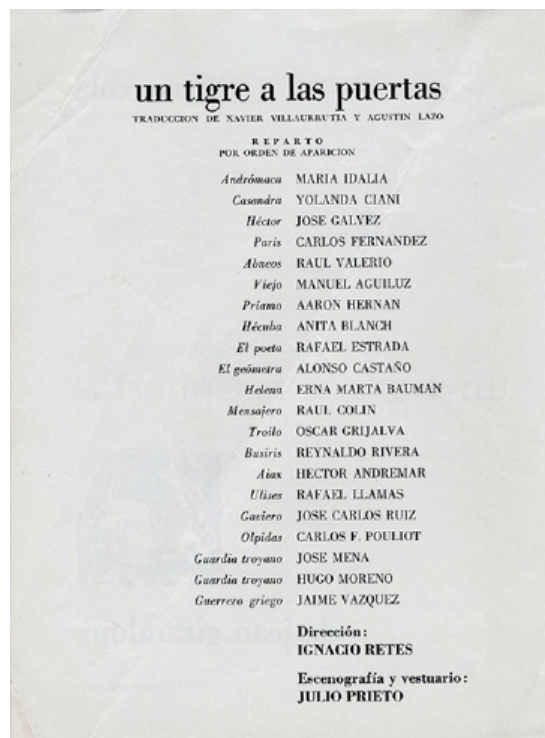 un tigre a las puertas
TRADUCCION DE XAVIER VILLAURRUTIA Y AGUSTIN LAZO
REPARTO
POR ORDEN DE APARICION
Andrómaca MARIA IDALIA
Casandra YOLANDA CIANI
Héctor JOSE GALVEZ
Paris CARLOS FERNANDEZ
Abneos RAUL VALERIO
Viejo MANUEL AGUILUZ
Príamo AARON HERNAN
Hécuba ANITA BLANCH
El poeta RAFAEL ESTRADA
El geómetra ALONSO CASTAÑO
Helena ERNA MARTA BAUMAN
Mensajero RAUL COLIN
Troilo OSCAR GRIJALVA
Busiris REYNALDO RIVERA
Aiax HECTOR ANDREMAR
Ulises RAFAEL LLAMAS
Gaviero JOSE CARLOS RUIZ
Olpides CARLOS F. POULIOT
Guardia troyano JOSE MENA
Guardia troyano HUGO MORENO
Guerrero griego JAIME VAZQUEZ
Dirección:
IGNACIO RETES
Escenografía y vestuario:
JULIO PRIETO